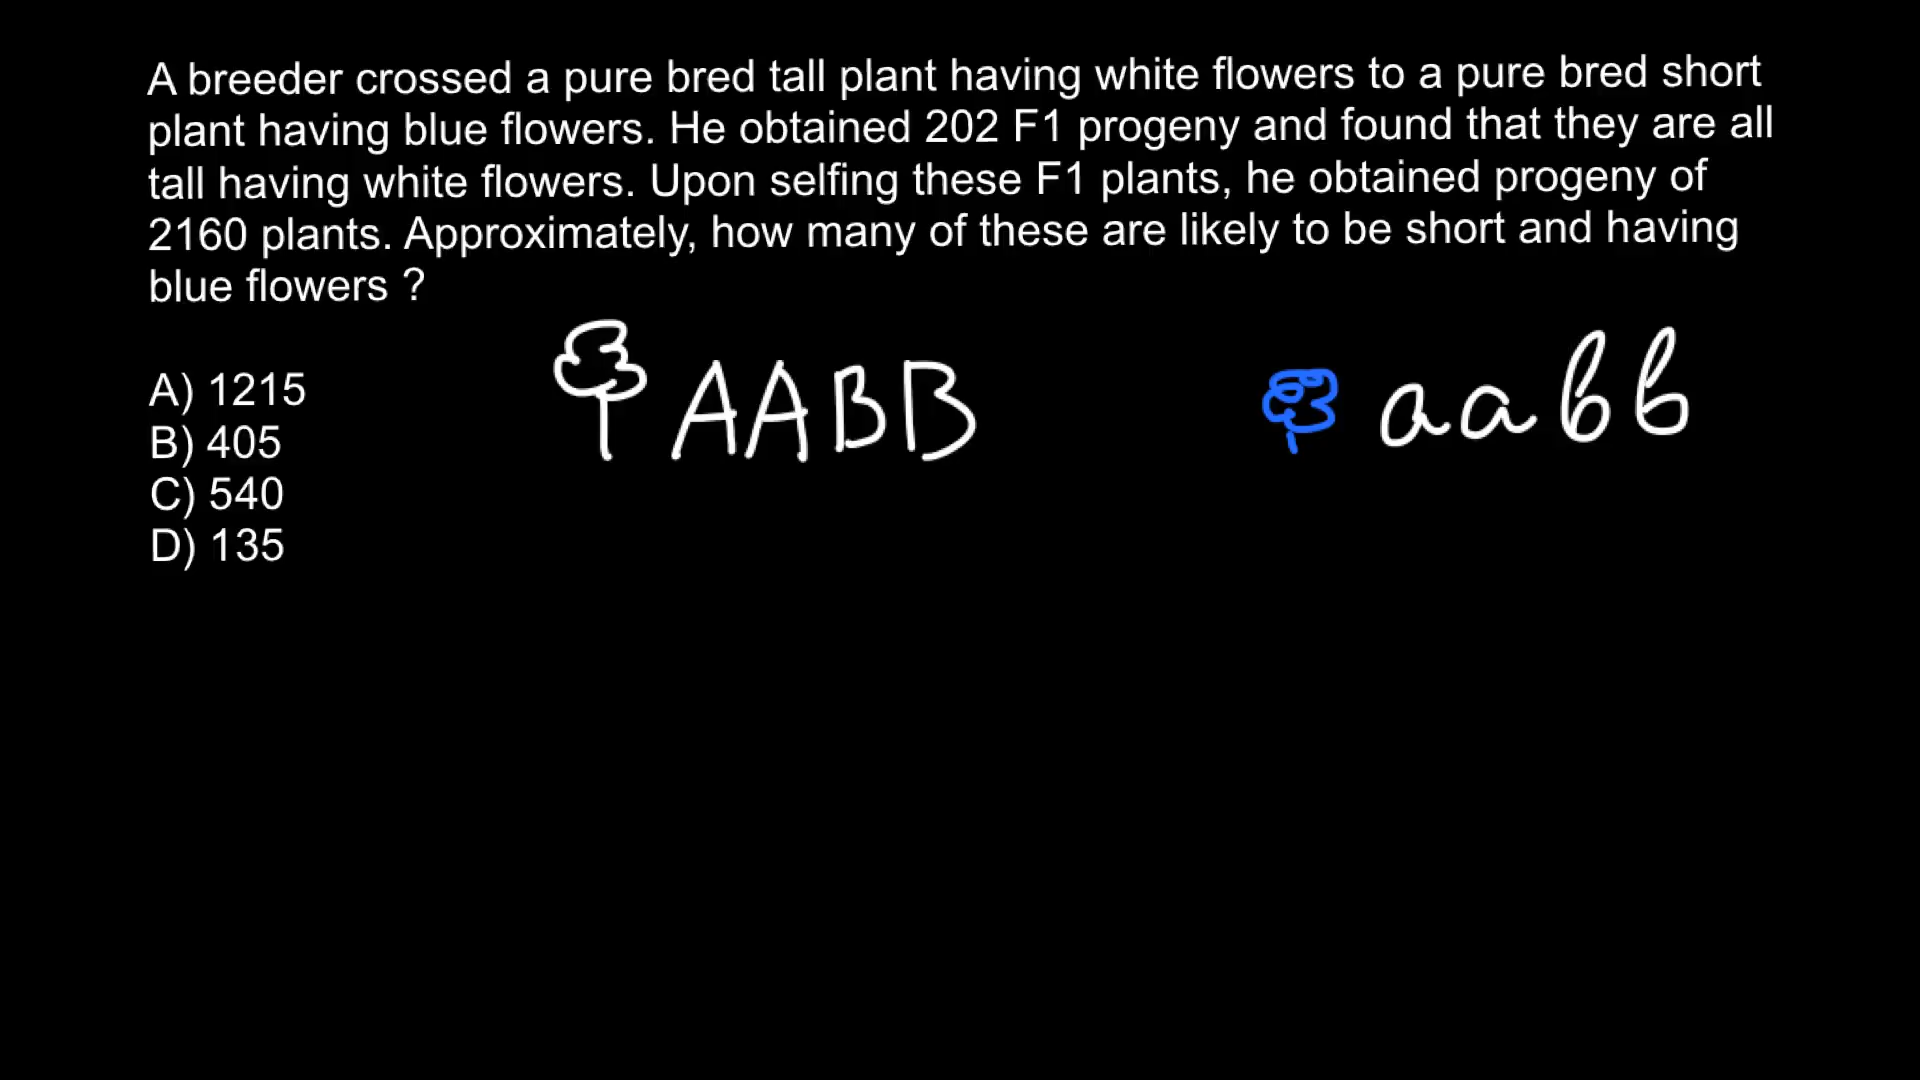 A breeder crossed a pure bred tall plant having white flowers to a pure bred short
plant having blue flowers. He obtained 202 F1 progeny and found that they are all
tall having white flowers. Upon selfing these F1 plants, he obtained progeny of
2160 plants. Approximately, how many of these are likely to be short and having
blue flowers ?
A) 1215
B) 405
C) 540
D) 135
AABB
aabb